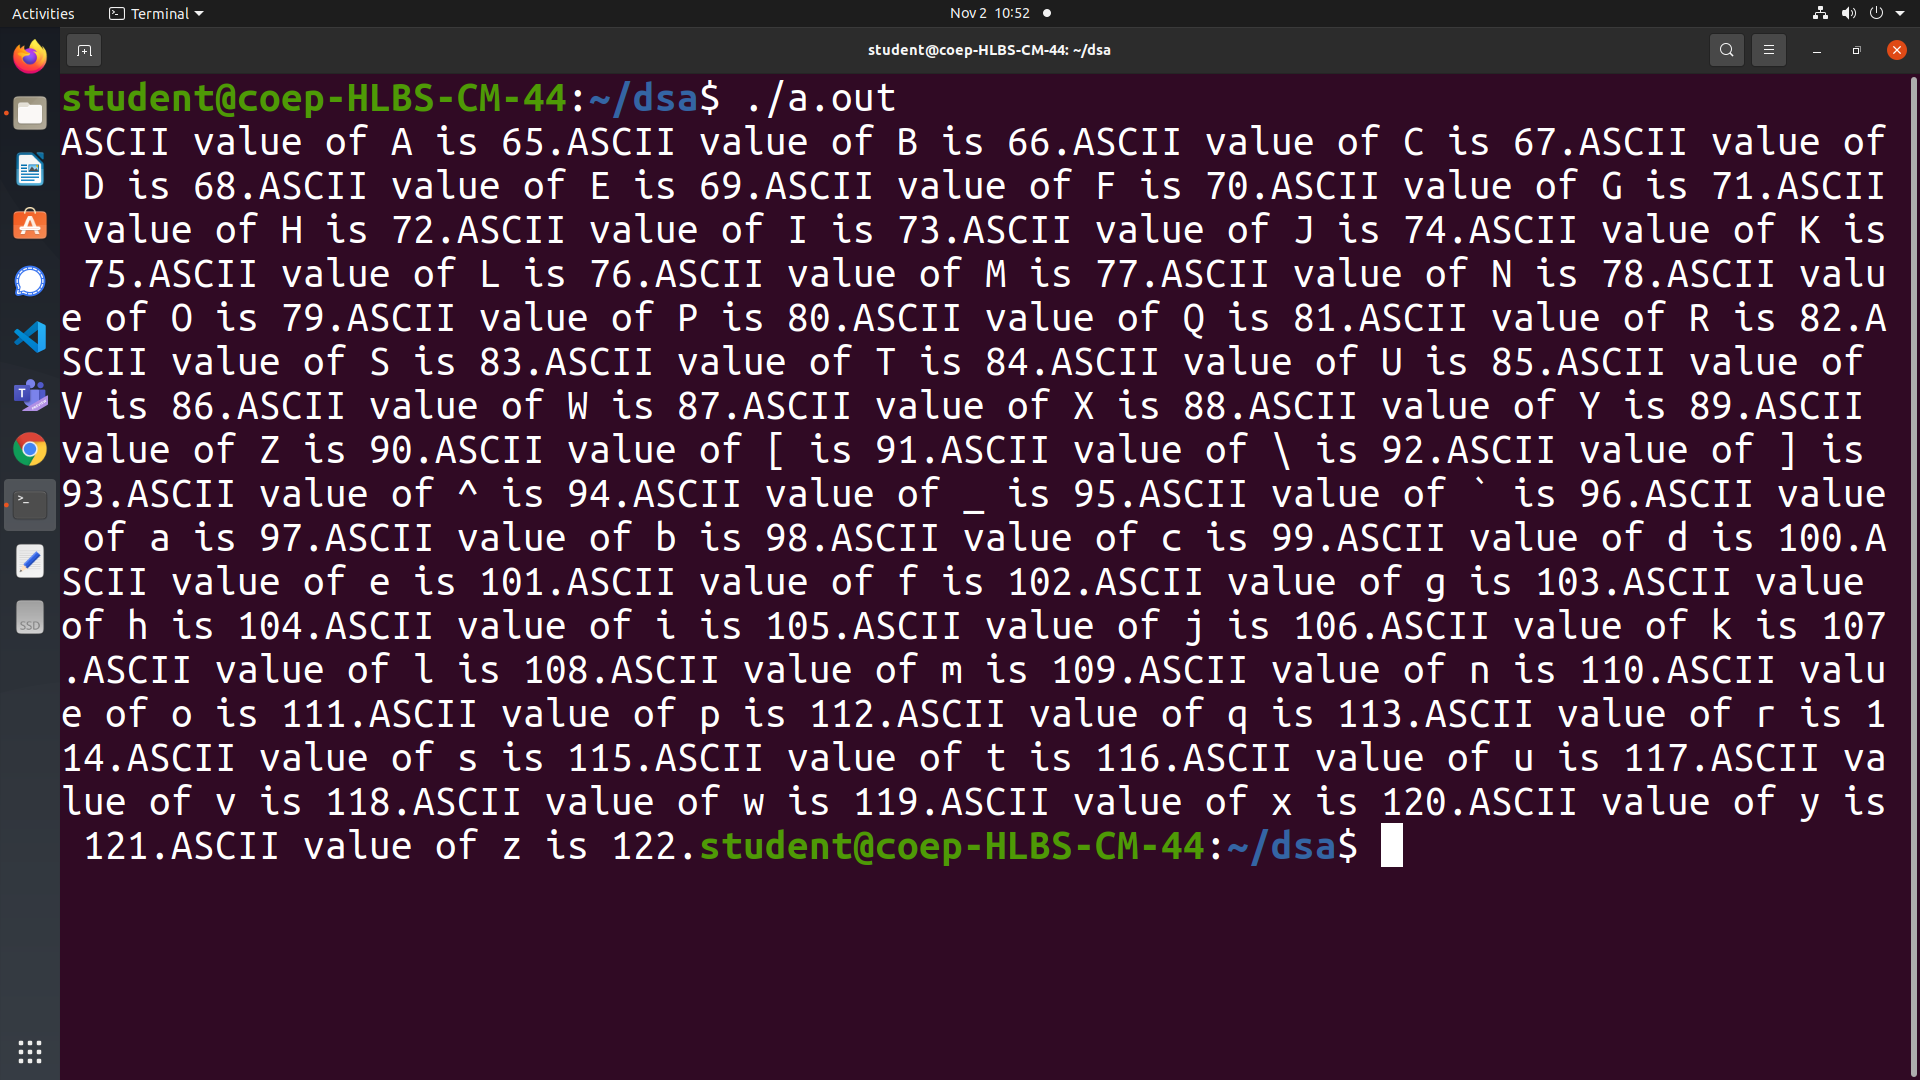 Activities Terminal Nov 2 10:52
student@coep-HLBS-CM-44: ~/dsa
student@coep-HLBS-CM-44:~/dsa$ ./a.out
ASCII value of A is 65.ASCII value of B is 66.ASCII value of C is 67.ASCII value of
 D is 68.ASCII value of E is 69.ASCII value of F is 70.ASCII value of G is 71.ASCII
 value of H is 72.ASCII value of I is 73.ASCII value of J is 74.ASCII value of K is
 75.ASCII value of L is 76.ASCII value of M is 77.ASCII value of N is 78.ASCII valu
e of O is 79.ASCII value of P is 80.ASCII value of Q is 81.ASCII value of R is 82.A
SCII value of S is 83.ASCII value of T is 84.ASCII value of U is 85.ASCII value of
V is 86.ASCII value of W is 87.ASCII value of X is 88.ASCII value of Y is 89.ASCII
value of Z is 90.ASCII value of [ is 91.ASCII value of \ is 92.ASCII value of ] is
93.ASCII value of ^ is 94.ASCII value of _ is 95.ASCII value of ` is 96.ASCII value
 of a is 97.ASCII value of b is 98.ASCII value of c is 99.ASCII value of d is 100.A
SCII value of e is 101.ASCII value of f is 102.ASCII value of g is 103.ASCII value
of h is 104.ASCII value of i is 105.ASCII value of j is 106.ASCII value of k is 107
.ASCII value of l is 108.ASCII value of m is 109.ASCII value of n is 110.ASCII valu
e of o is 111.ASCII value of p is 112.ASCII value of q is 113.ASCII value of r is 1
14.ASCII value of s is 115.ASCII value of t is 116.ASCII value of u is 117.ASCII va
lue of v is 118.ASCII value of w is 119.ASCII value of x is 120.ASCII value of y is
 121.ASCII value of z is 122.student@coep-HLBS-CM-44:~/dsa$
SSD